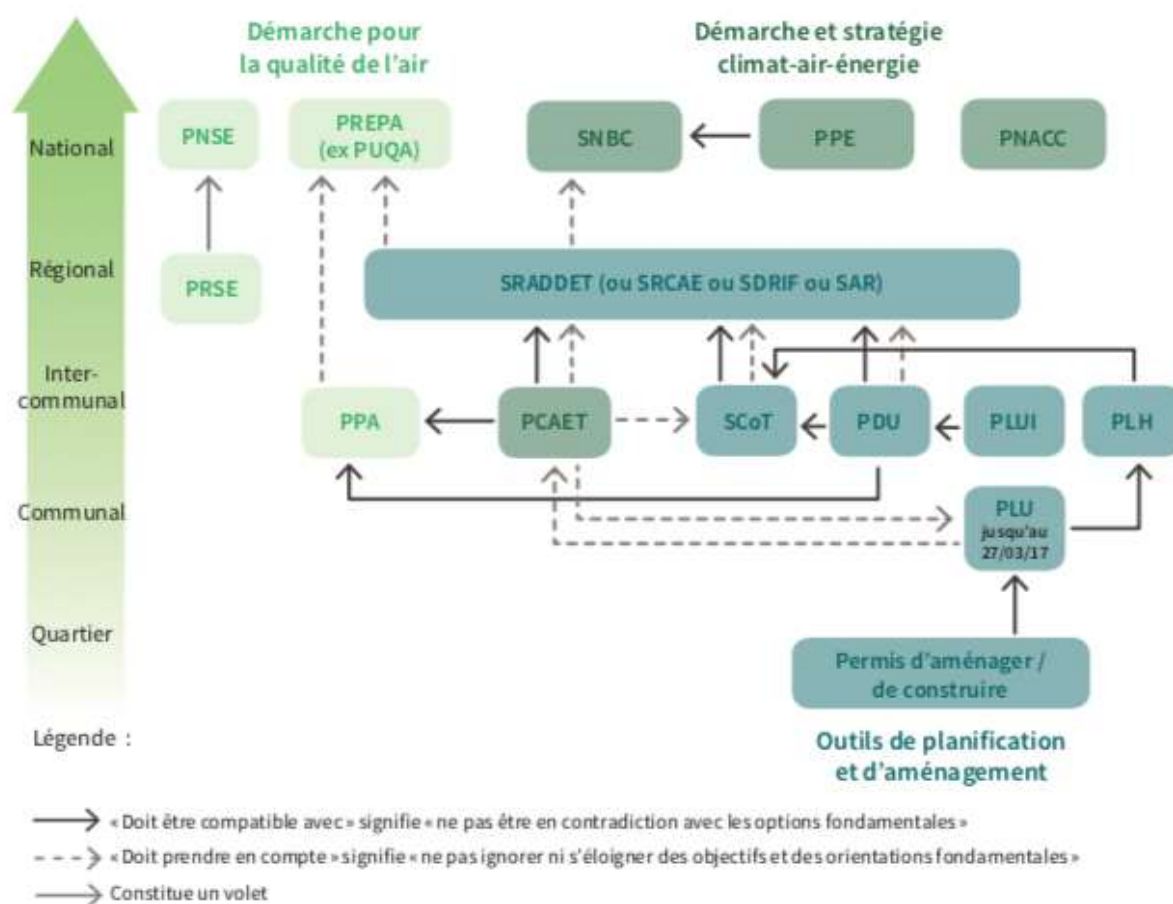 Démarche pour
la qualité de l'air
Démarche et stratégie
climat-air-énergie
National
PNSE
PREPA
(ex PUQA)
SNBC
PPE
PNACC
Régional
PRSE
SRADDET (ou SRCAE ou SDRIF ou SAR)
Inter-
communal
PPA
PCAET
SCoT
PDU
PLUI
PLH
Communal
PLU
jusqu'au
27/03/17
Quartier
Permis d'aménager /
de construire
Légende :
Outils de planification
et d'aménagement
« Doit être compatible avec » signifie « ne pas être en contradiction avec les options fondamentales »
« Doit prendre en compte » signifie « ne pas ignorer ni s'éloigner des objectifs et des orientations fondamentales »
Constitue un volet